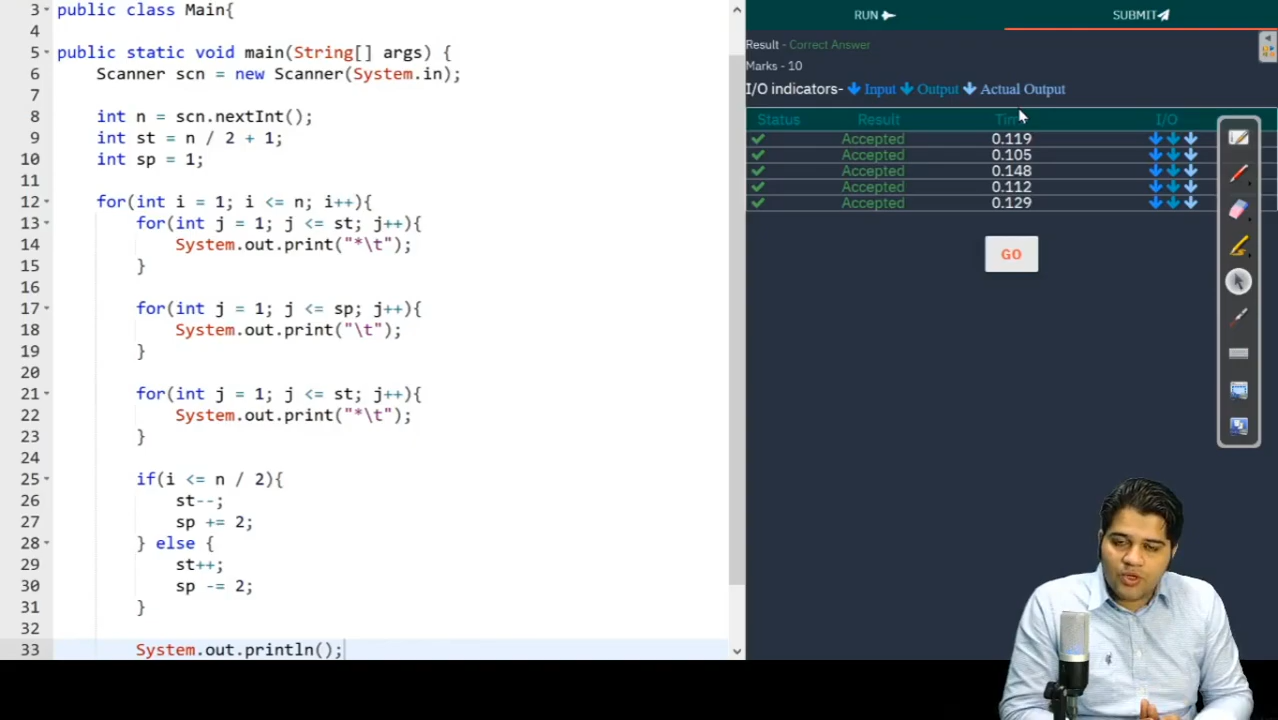 3 public class Main{
4
5 public static void main(String[] args) {
6 Scanner scn = new Scanner(System.in);
7
8 int n = scn.nextInt();
9 int st = n / 2 + 1;
10 int sp = 1;
11
12 for(int i = 1; i <= n; i++){
13 for(int j = 1; j <= st; j++){
14 System.out.print("*\t");
15 }
16
17 for(int j = 1; j <= sp; j++){
18 System.out.print("\t");
19 }
20
21 for(int j = 1; j <= st; j++){
22 System.out.print("*\t");
23 }
24
25 if(i <= n / 2){
26 st--;
27 sp += 2;
28 } else {
29 st++;
30 sp -= 2;
31 }
32
33 System.out.println();
RUN SUBMIT
Result - Correct Answer
Marks - 10
I/O indicators- Input Output Actual Output
Status Result I/O
Accepted 0.119
Accepted 0.105
Accepted 0.148
Accepted 0.112
Accepted 0.129
GO